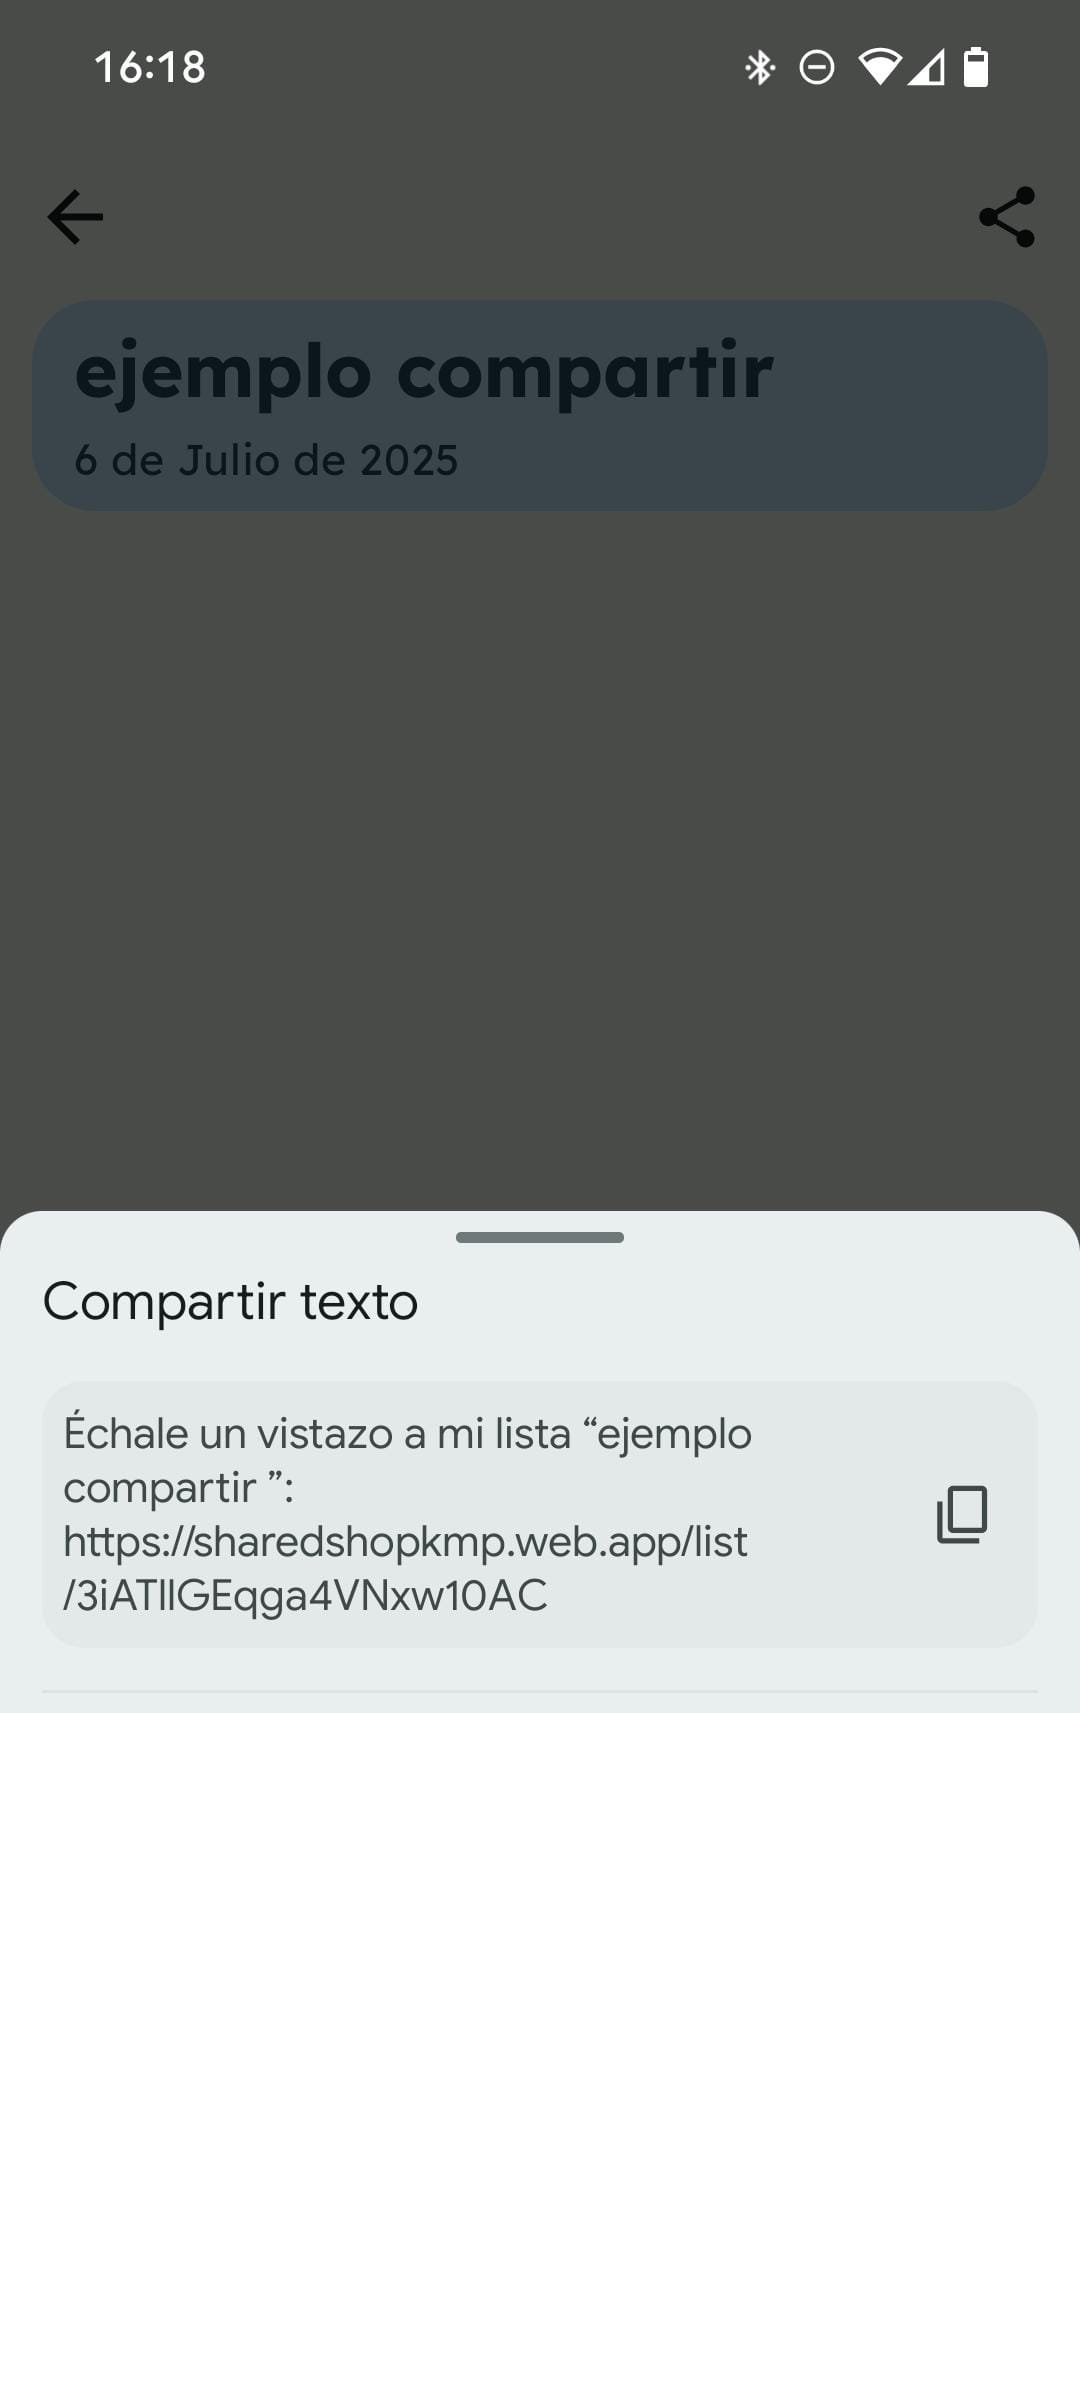 16:18
ejemplo compartir
6 de Julio de 2025
Compartir texto
Échale un vistazo a mi lista “ejemplo
compartir ”:
https://sharedshopkmp.web.app/list
/3iATllGEqga4VNxw10AC